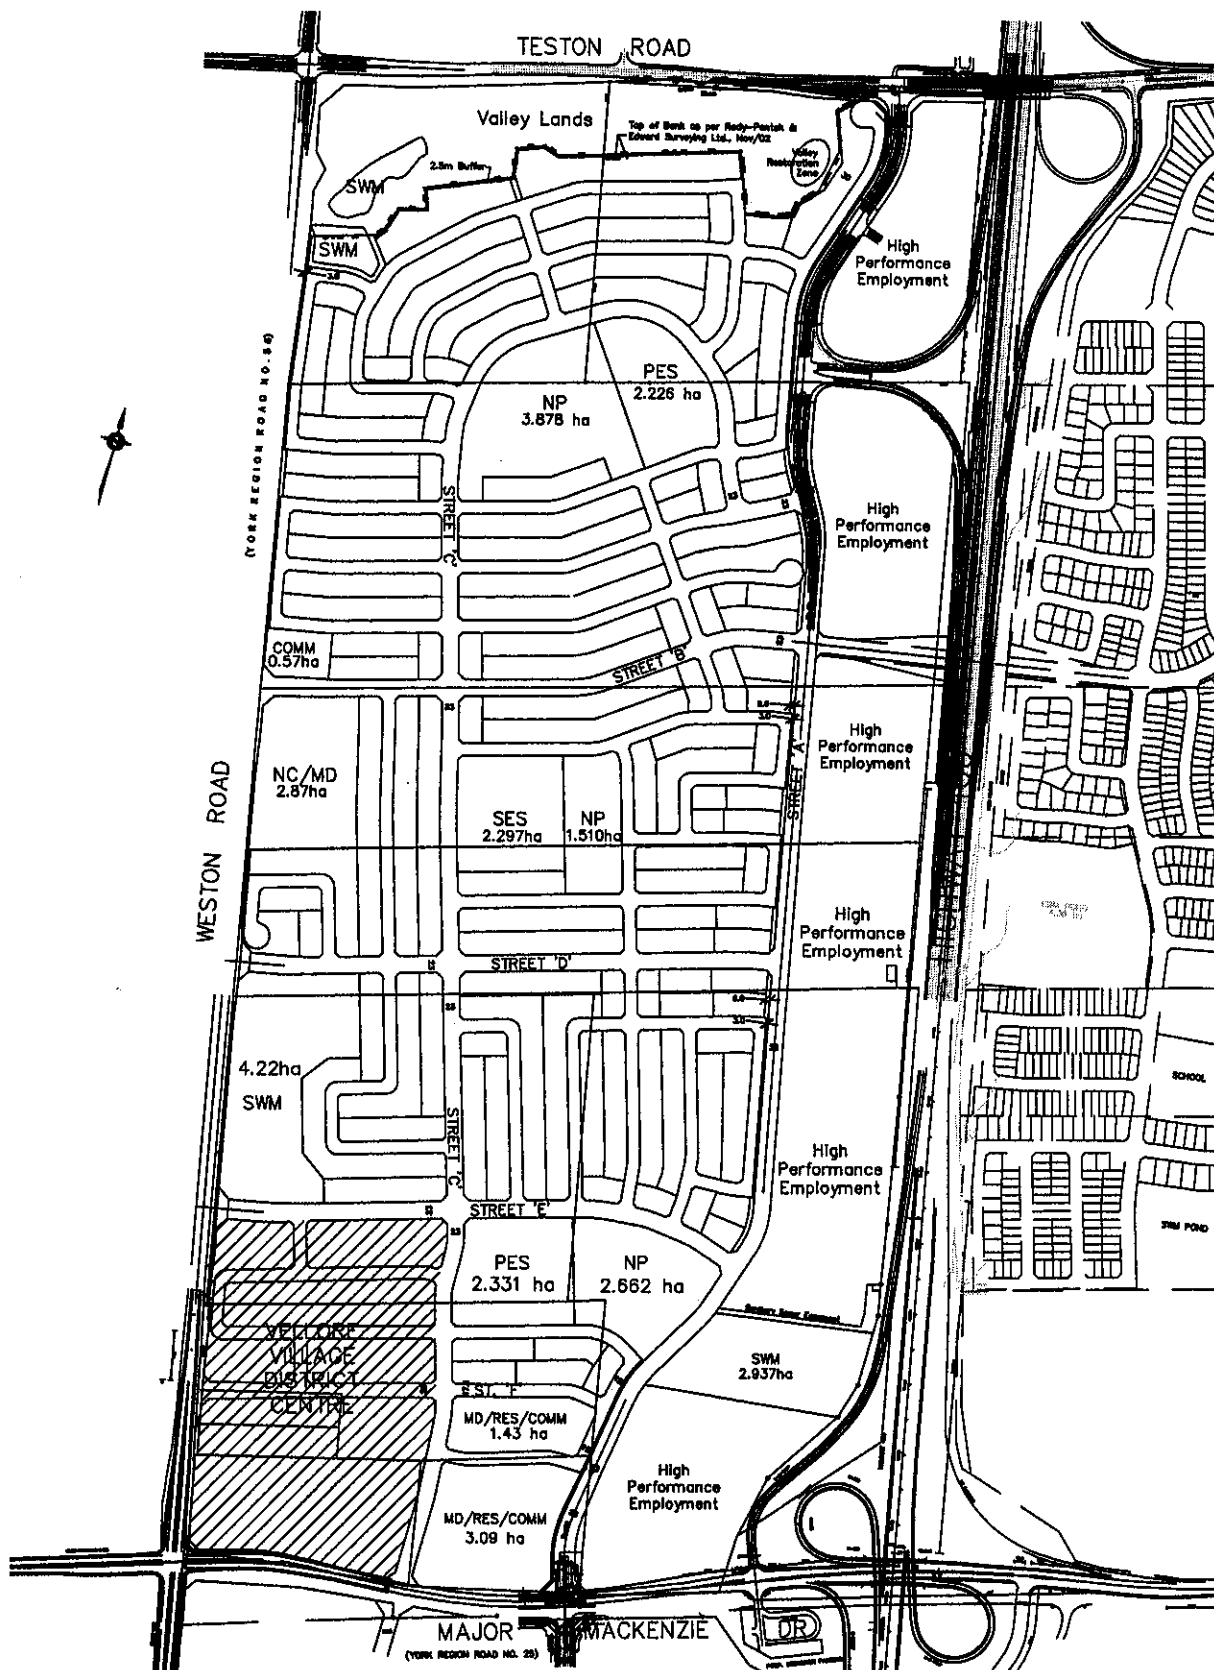 TESTON ROAD
Valley Lands
Top of Bank as per Rady-Pentek &
Edward Surveying Ltd., Nov/02
2.5m Buffer
Valley
Restoration
Zone
SWM
SWM
High
Performance
Employment
(YORK REGION ROAD NO. 56)
PES
2.226 ha
NP
3.878 ha
STREET 'C'
High
Performance
Employment
COMM
0.57ha
STREET 'B'
High
Performance
Employment
STREET 'A'
NC/MD
2.87ha
WESTON ROAD
SES
2.297ha
NP
1.510ha
High
Performance
Employment
STREET 'D'
4.22ha
SWM
STREET 'C'
SCHOOL
High
Performance
Employment
STREET 'E'
SWM POND
PES
2.331 ha
NP
2.662 ha
VELLORE
VILLAGE
DISTRICT
CENTRE
SWM
2.937ha
ST. 'F'
MD/RES/COMM
1.43 ha
High
Performance
Employment
MD/RES/COMM
3.09 ha
MAJOR MACKENZIE DR
(YORK REGION ROAD NO. 25)